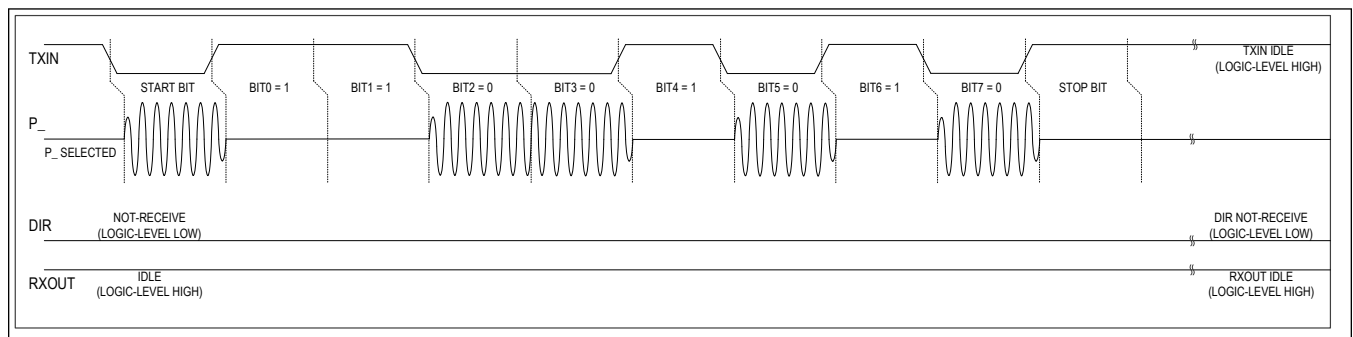 TXIN
TXIN IDLE
(LOGIC-LEVEL HIGH)
START BIT
BIT0 = 1
BIT1 = 1
BIT2 = 0
BIT3 = 0
BIT4 = 1
BIT5 = 0
BIT6 = 1
BIT7 = 0
STOP BIT
P_
P_ SELECTED
DIR
NOT-RECEIVE
(LOGIC-LEVEL LOW)
DIR NOT-RECEIVE
(LOGIC-LEVEL LOW)
RXOUT
IDLE
(LOGIC-LEVEL HIGH)
RXOUT IDLE
(LOGIC-LEVEL HIGH)